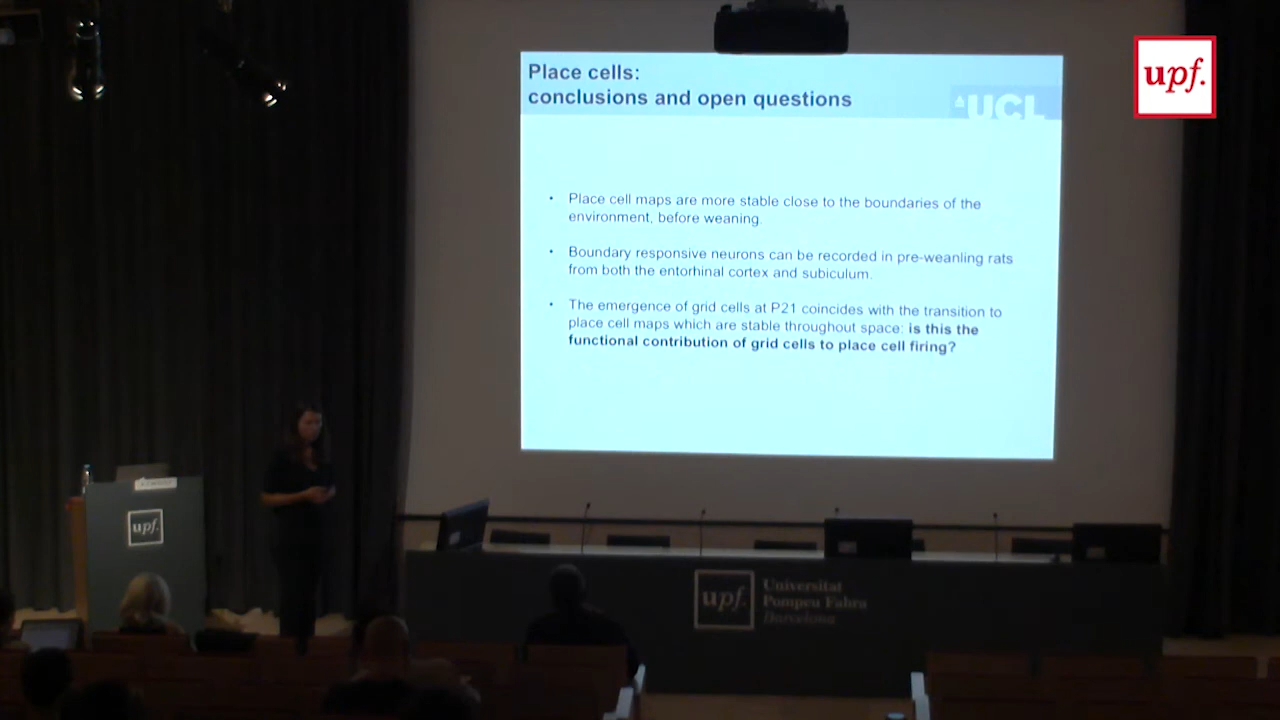 Place cells:
conclusions and open questions
UCL
upf.
• Place cell maps are more stable close to the boundaries of the
environment, before weaning.
• Boundary responsive neurons can be recorded in pre-weanling rats
from both the entorhinal cortex and subiculum.
• The emergence of grid cells at P21 coincides with the transition to
place cell maps which are stable throughout space: is this the
functional contribution of grid cells to place cell firing?
upf.
upf.
Universitat
Pompeu Fabra
Barcelona